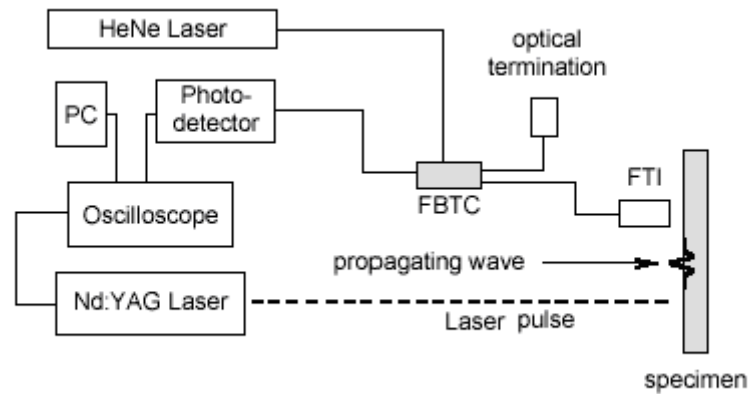 HeNe Laser
optical
termination
PC
Photo-
detector
FBTC
FTI
Oscilloscope
propagating wave
Nd:YAG Laser
Laser pulse
specimen